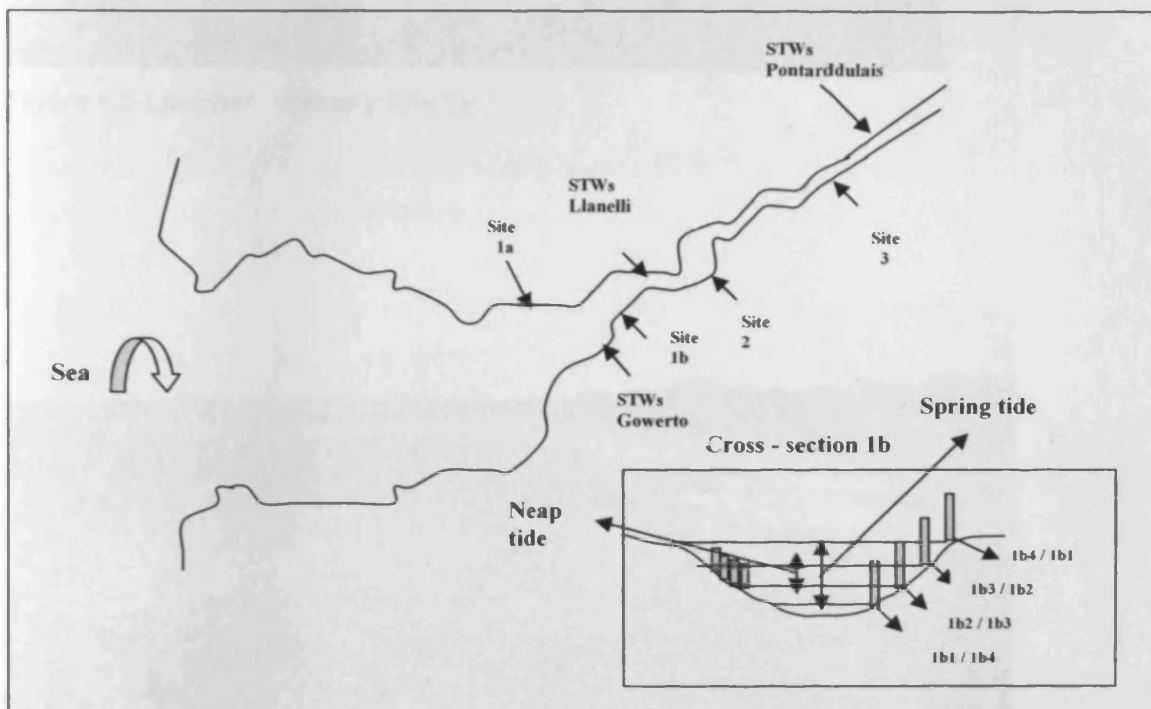 STWs
Pontarddulais
STWs
Llanelli
Site
1a
Site
3
Site
2
Site
1b
Sea
STWs
Gowerto
Spring tide
Cross - section 1b
Neap
tide
1b4 / 1b1
1b3 / 1b2
1b2 / 1b3
1b1 / 1b4